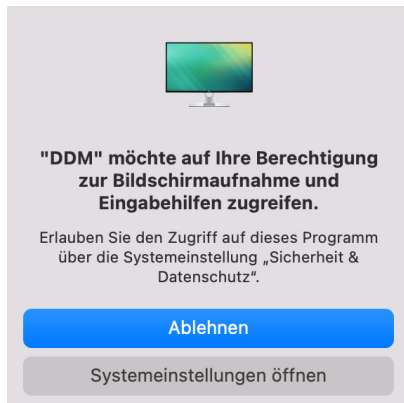 "DDM" möchte auf Ihre Berechtigung
zur Bildschirmaufnahme und
Eingabehilfen zugreifen.
Erlauben Sie den Zugriff auf dieses Programm
über die Systemeinstellung „Sicherheit &
Datenschutz“.
Ablehnen
Systemeinstellungen öffnen